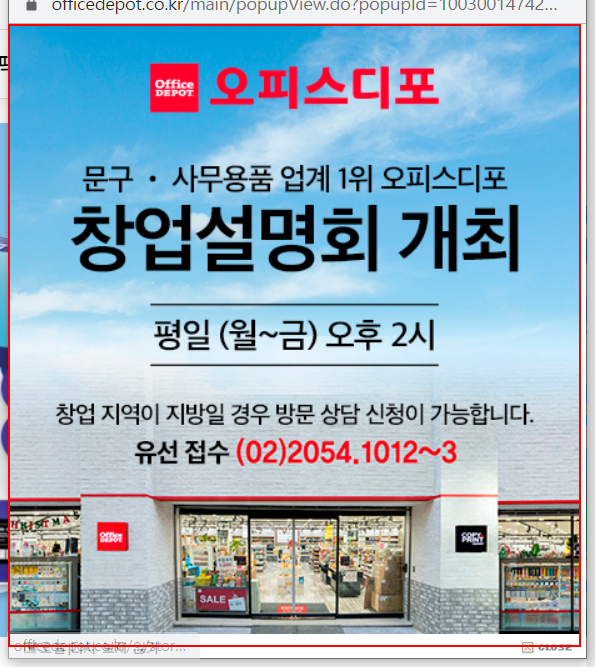 officedepot.co.kr/main/popupView.do?popupId=10030014742...
Office
DEPOT
오피스디포
문구 · 사무용품 업계 1위 오피스디포
창업설명회 개최
평일 (월~금) 오후 2시
창업 지역이 지방일 경우 방문 상담 신청이 가능합니다.
유선 접수 (02)2054.1012~3
CHRISTMA
Office
DEPOT
COPY
PRINT
SALE
CLOSE